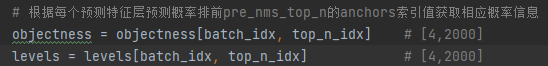 # 根据每个预测特征层预测概率排前pre_nms_top_n的anchors索引值获取相应概率信息
objectness = objectness[batch_idx, top_n_idx]    # [4,2000]
levels = levels[batch_idx, top_n_idx]    # [4,2000]